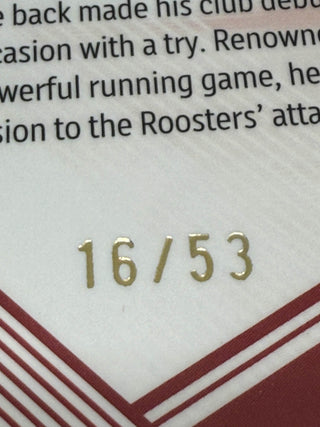 back made his club debu
casion with a try. Renowne
werful running game, he
sion to the Roosters' atta
16/53